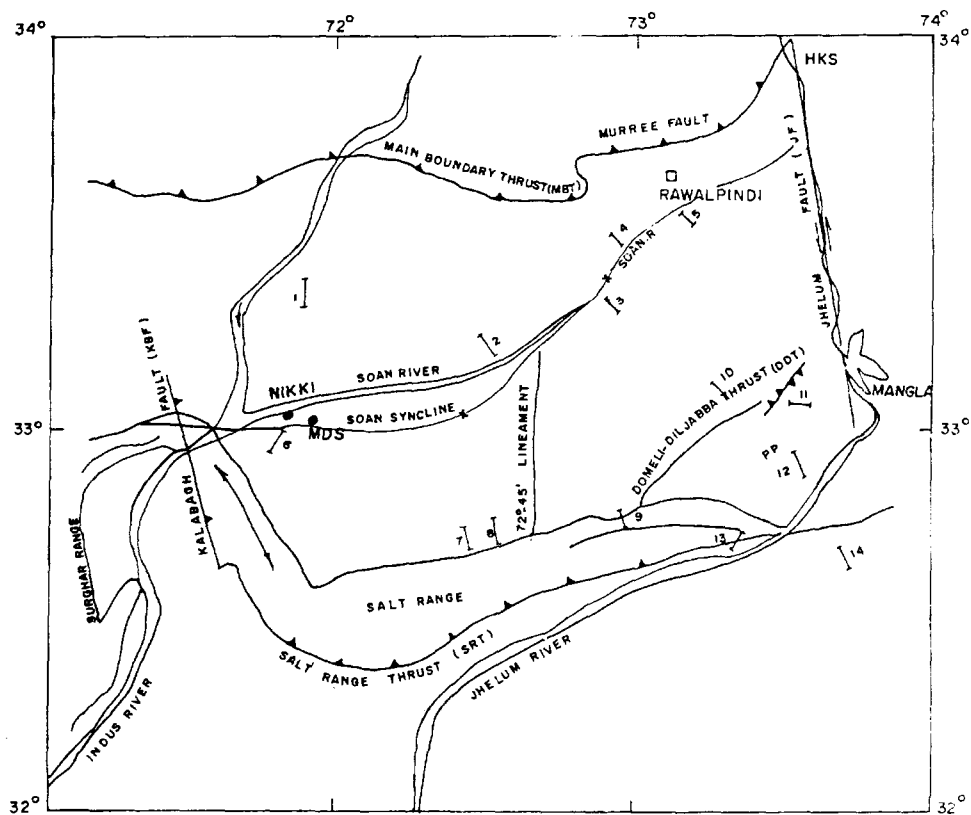 72°
73°
74°
34°
34°
HKS
MURREE FAULT
MAIN BOUNDARY THRUST(MBT)
RAWALPINDI
JHELUM FAULT (JF)
5
4
SOAN.R
1
3
2
KALABAGH FAULT (KBF)
SOAN RIVER
10
DOMELI-DILJABBA THRUST(DDT)
11
MANGLA
NIKKI
SOAN SYNCLINE
MDS
33°
33°
6
72°45' LINEAMENT
PP
12
9
7
8
13
14
SURGHAR RANGE
SALT RANGE
SALT RANGE THRUST (SRT)
JHELUM RIVER
INDUS RIVER
32°
32°